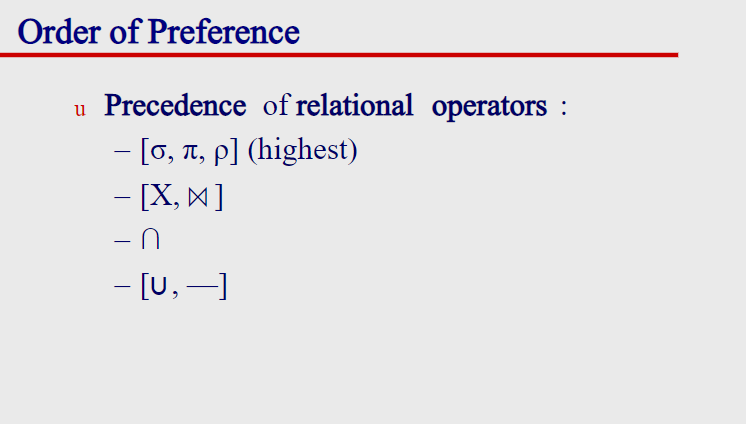 Order of Preference
u Precedence of relational operators :
– [σ, π, ρ] (highest)
– [X, ⋈ ]
– ∩
– [∪, —]